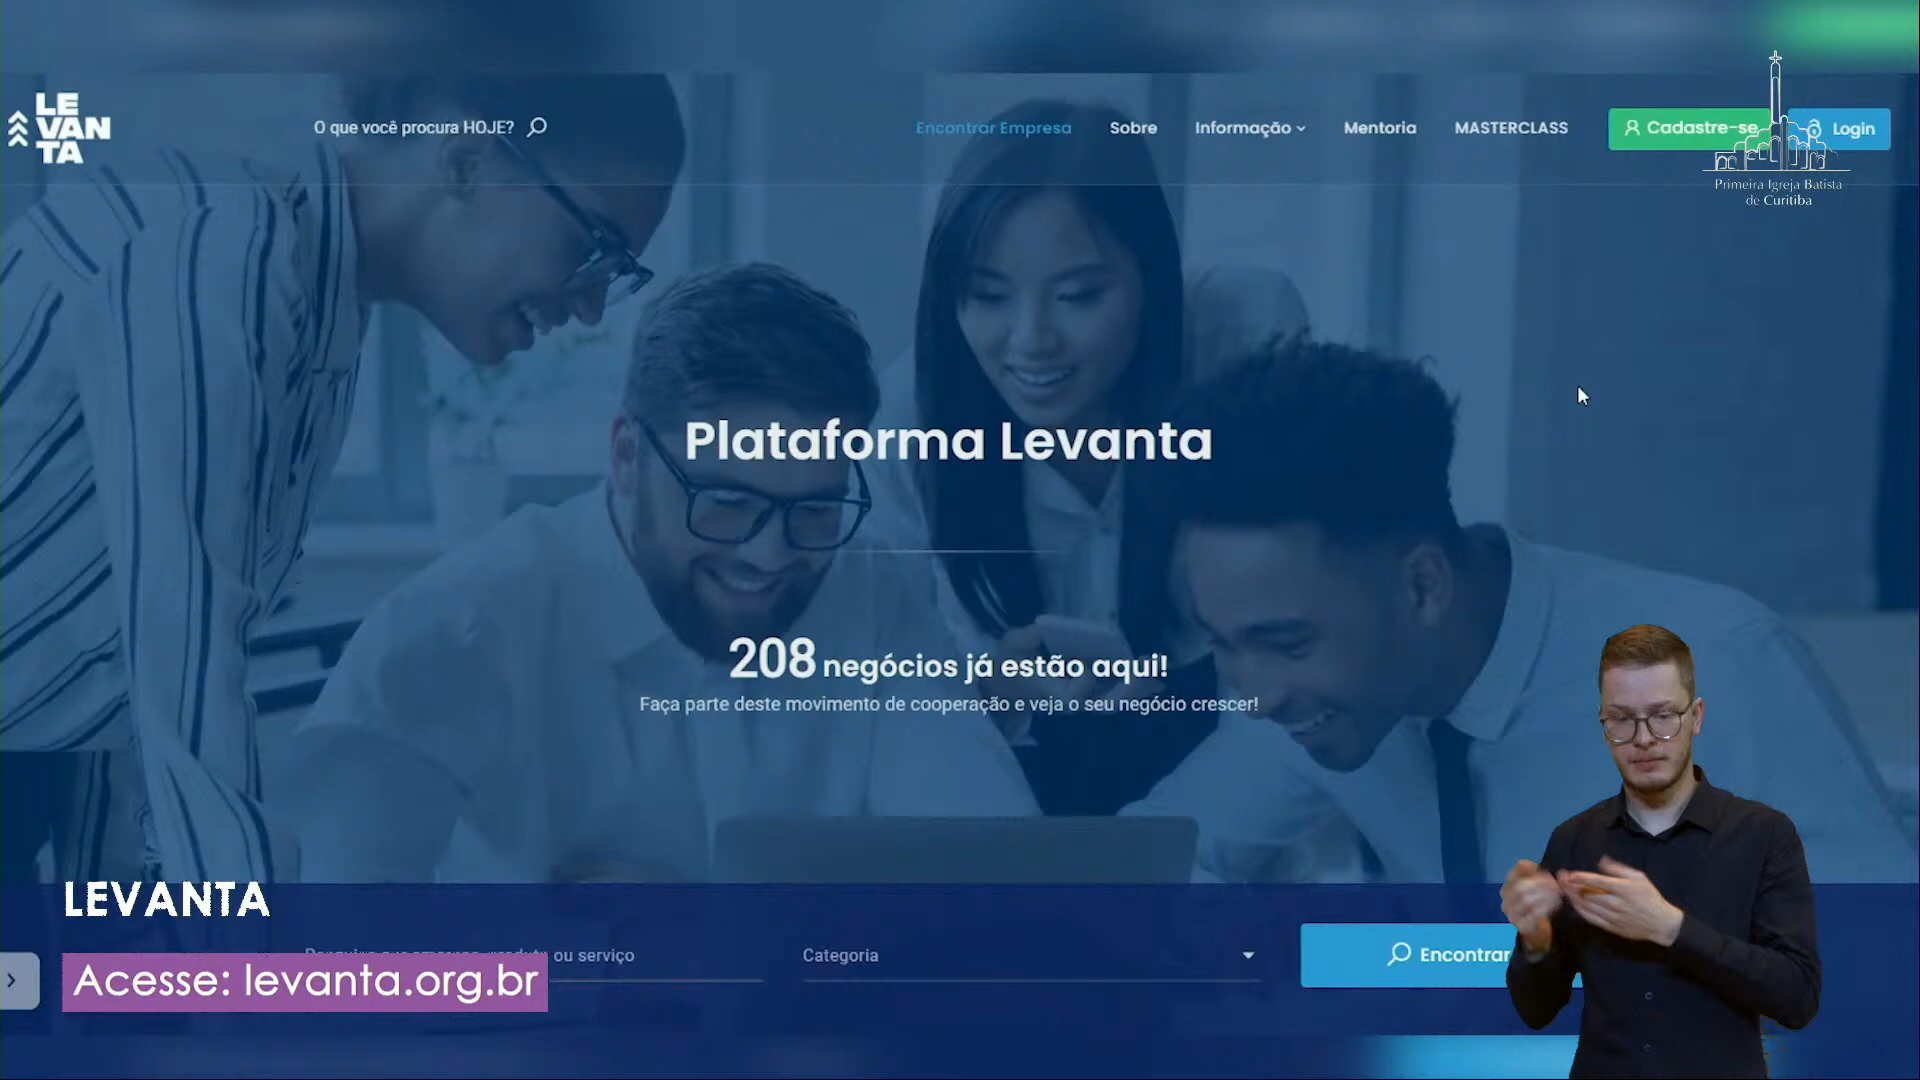 LE
VAN
TA
O que você procura HOJE?
Encontrar Empresa
Sobre
Informação
Mentoria
MASTERCLASS
Cadastre-se
Login
Primeira Igreja Batista
de Curitiba
Plataforma Levanta
208 negócios já estão aqui!
Faça parte deste movimento de cooperação e veja o seu negócio crescer!
LEVANTA
ou serviço
Categoria
Encontrar
Acesse: levanta.org.br